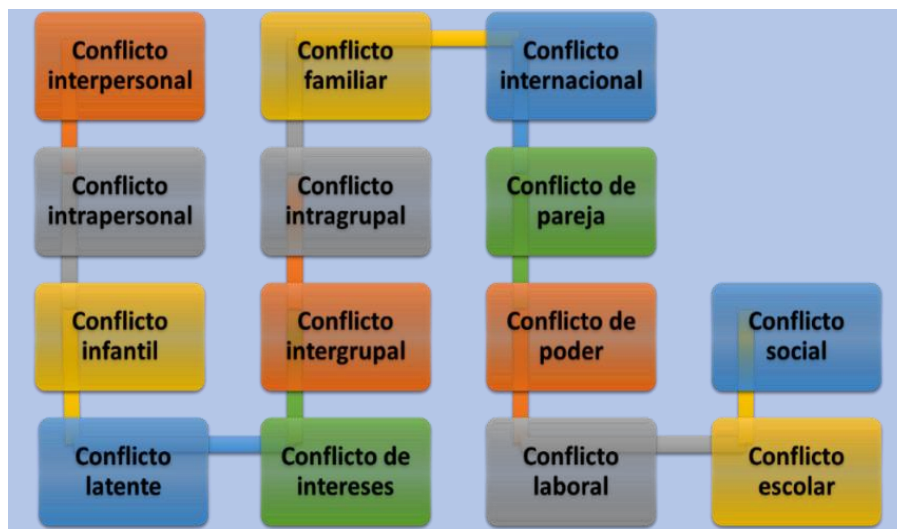 Conflicto
interpersonal
Conflicto
intrapersonal
Conflicto
infantil
Conflicto
latente
Conflicto de
intereses
Conflicto
intergrupal
Conflicto
intragrupal
Conflicto
familiar
Conflicto
internacional
Conflicto de
pareja
Conflicto de
poder
Conflicto
laboral
Conflicto
escolar
Conflicto
social